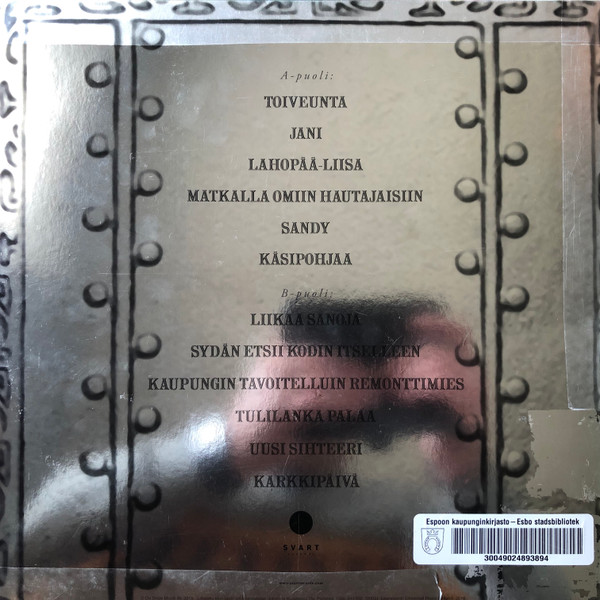 A-puoli:
TOIVEUNTA
JANI
LAHOPÄÄ-LIISA
MATKALLA OMIIN HAUTAJAISIIN
SANDY
KÄSIPOHJAA
B-puoli:
LIIKAA SANOJA
SYDÄN ETSII KODIN ITSELLEEN
KAUPUNGIN TAVOITELLUIN REMONTTIMIES
TULILANKA PALAA
UUSI SIHTEERI
KARKKIPÄIVÄ
SVART
Espoon kaupunginkirjasto – Esbo stadsbibliotek
30049024893894